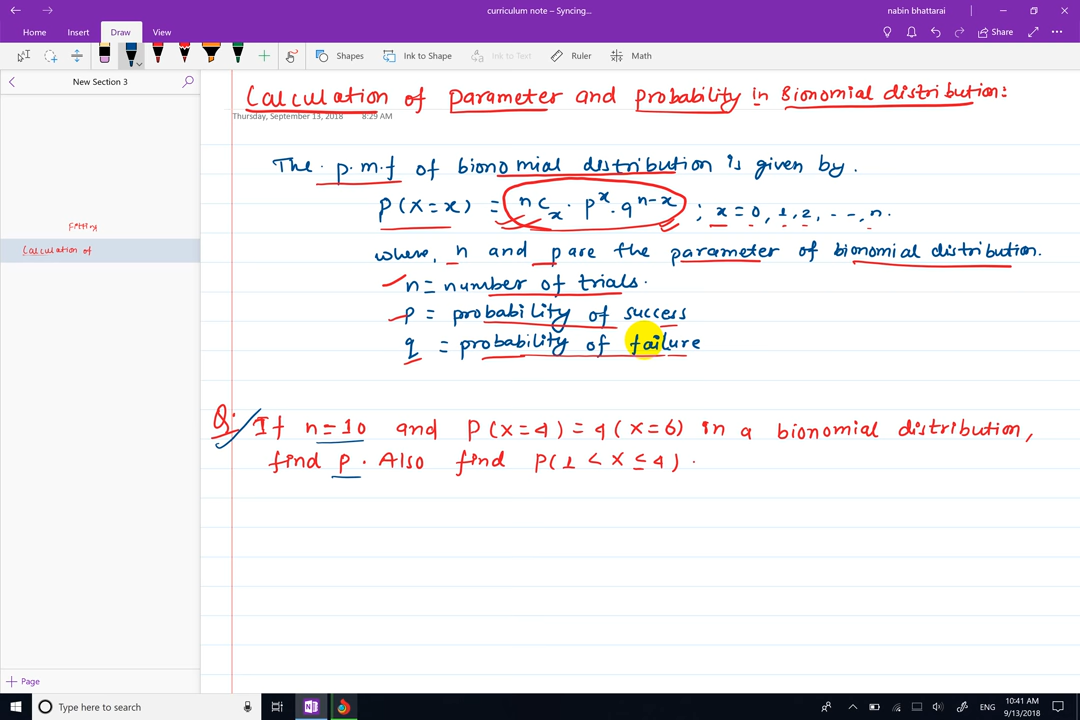 curriculum note – Syncing...
nabin bhattarai
Home Insert Draw View
Share
Shapes Ink to Shape Ink to Text Ruler Math
New Section 3
Calculation of
Page
Calculation of parameter and probability in Bionomial distribution:
Thursday, September 13, 2018 8:29 AM
The p.m.f of bionomial distribution is given by.
P(X=x) = nCx . p^x . q^n-x ; x = 0, 1, 2, - - -, n.
where, n and p are the parameter of bionomial distribution.
n = number of trials.
p = probability of success
q = probability of failure
Q: If n=10 and P(X=4) = 4(X=6) in a bionomial distribution,
find p. Also find P(1 < X ≤ 4).
Type here to search
ENG
10:41 AM
9/13/2018